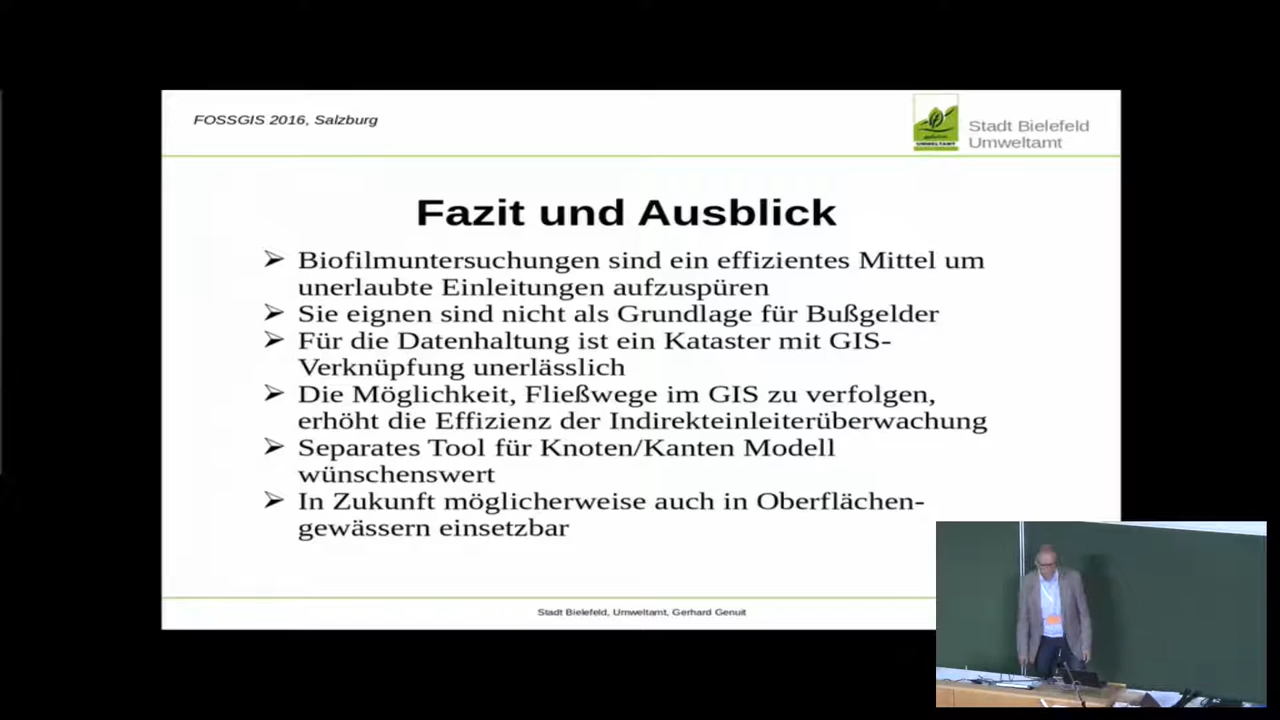 FOSSGIS 2016, Salzburg
UMWELTAMT
Stadt Bielefeld
Umweltamt
Fazit und Ausblick
➢ Biofilmuntersuchungen sind ein effizientes Mittel um
unerlaubte Einleitungen aufzuspüren
➢ Sie eignen sind nicht als Grundlage für Bußgelder
➢ Für die Datenhaltung ist ein Kataster mit GIS-
Verknüpfung unerlässlich
➢ Die Möglichkeit, Fließwege im GIS zu verfolgen,
erhöht die Effizienz der Indirekteinleiterüberwachung
➢ Separates Tool für Knoten/Kanten Modell
wünschenswert
➢ In Zukunft möglicherweise auch in Oberflächen-
gewässern einsetzbar
Stadt Bielefeld, Umweltamt, Gerhard Genuit